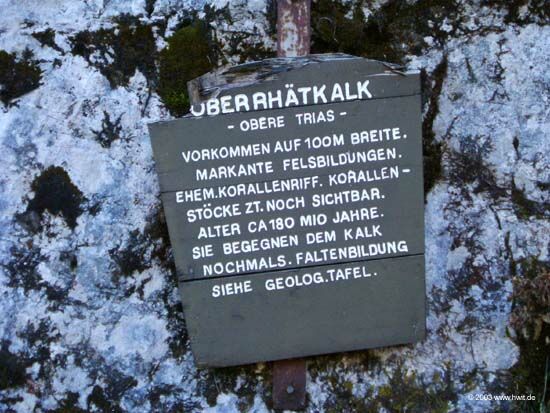 OBERRHÄTKALK
- OBERE TRIAS -
VORKOMMEN AUF 100M BREITE.
MARKANTE FELSBILDUNGEN.
EHEM. KORALLENRIFF. KORALLEN-
STÖCKE ZT. NOCH SICHTBAR.
ALTER CA 180 MIO JAHRE.
SIE BEGEGNEN DEM KALK
NOCHMALS. FALTENBILDUNG
SIEHE GEOLOG. TAFEL.
© 2003 www.hwit.de